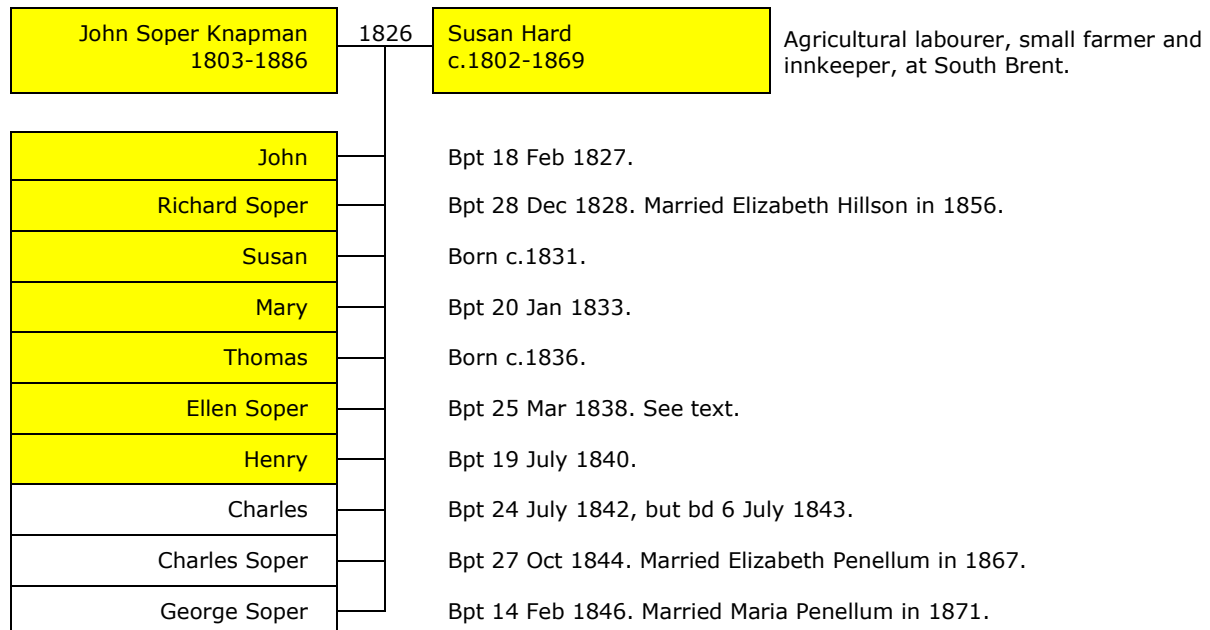 John Soper Knapman 1826 Susan Hard
1803-1886 c.1802-1869
Agricultural labourer, small farmer and
innkeeper, at South Brent.
John Bpt 18 Feb 1827.
Richard Soper Bpt 28 Dec 1828. Married Elizabeth Hillson in 1856.
Susan Born c.1831.
Mary Bpt 20 Jan 1833.
Thomas Born c.1836.
Ellen Soper Bpt 25 Mar 1838. See text.
Henry Bpt 19 July 1840.
Charles Bpt 24 July 1842, but bd 6 July 1843.
Charles Soper Bpt 27 Oct 1844. Married Elizabeth Penellum in 1867.
George Soper Bpt 14 Feb 1846. Married Maria Penellum in 1871.